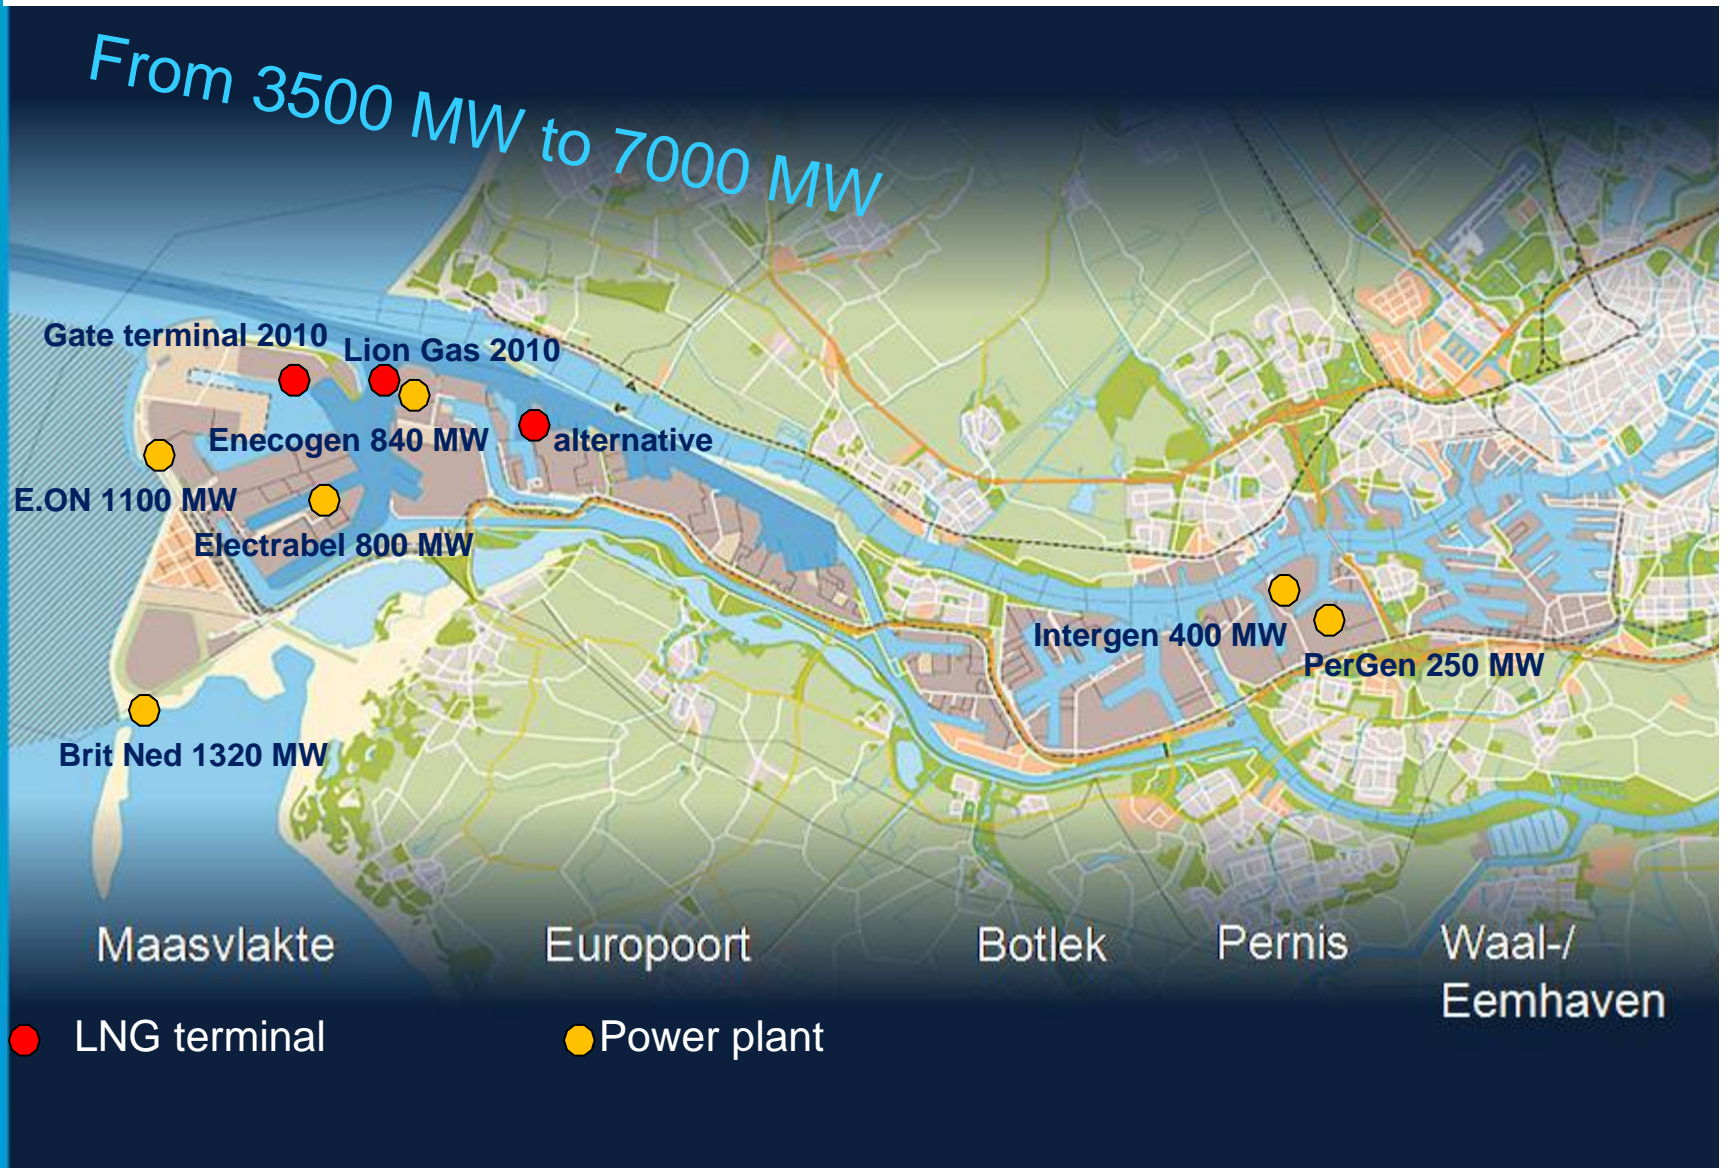 From 3500 MW to 7000 MW
Gate terminal 2010
Lion Gas 2010
Enecogen 840 MW
alternative
E.ON 1100 MW
Electrabel 800 MW
Intergen 400 MW
PerGen 250 MW
Brit Ned 1320 MW
Maasvlakte
Europoort
Botlek
Pernis
Waal-/
Eemhaven
LNG terminal
Power plant